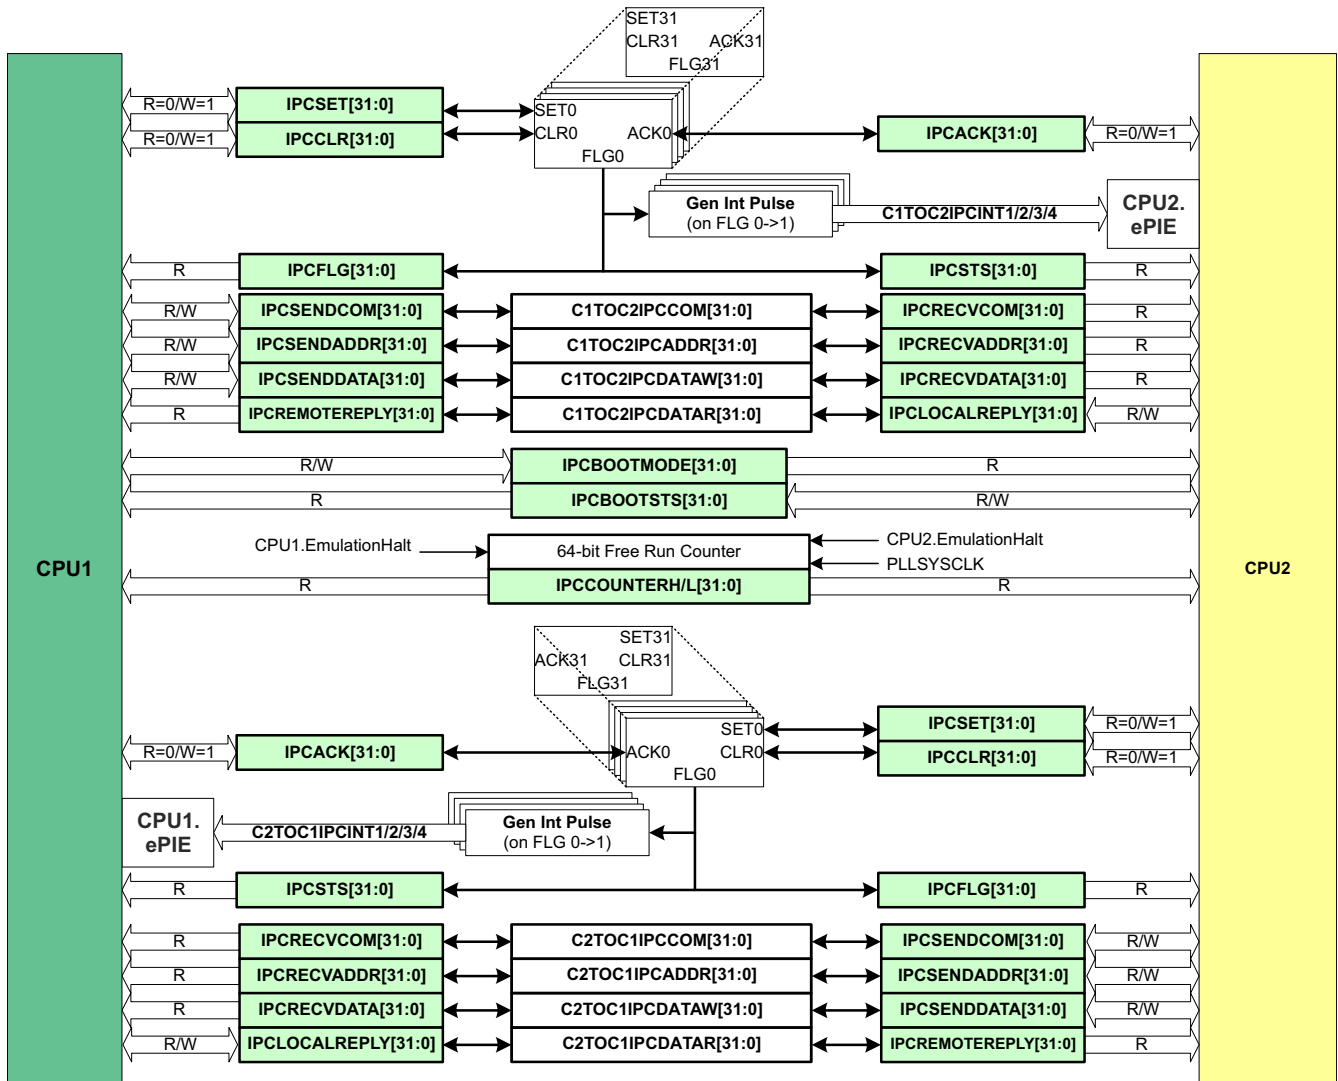 SET31
CLR31 ACK31
FLG31
R=0/W=1 IPCSET[31:0] SET0
R=0/W=1 IPCCLR[31:0] CLR0 ACK0 IPCACK[31:0] R=0/W=1
FLG0
Gen Int Pulse
(on FLG 0->1)
C1TOC2IPCINT1/2/3/4
CPU2.
ePIE
R IPCFLG[31:0] IPCSTS[31:0] R
R/W IPCSENDCOM[31:0] C1TOC2IPCCOM[31:0] IPCRECVCOM[31:0] R
R/W IPCSENDADDR[31:0] C1TOC2IPCADDR[31:0] IPCRECVADDR[31:0] R
R/W IPCSENDDATA[31:0] C1TOC2IPCDATAW[31:0] IPCRECVDATA[31:0] R
R IPCREMOTEREPLY[31:0] C1TOC2IPCDATAR[31:0] IPCLOCALREPLY[31:0] R/W
R/W IPCBOOTMODE[31:0] R
R IPCBOOTSTS[31:0] R/W
CPU1.EmulationHalt 64-bit Free Run Counter CPU2.EmulationHalt
PLLSYSCLK
CPU1 CPU2
R IPCCOUNTERH/L[31:0] R
SET31
ACK31 CLR31
FLG31
SET0 IPCSET[31:0] R=0/W=1
R=0/W=1 IPCACK[31:0] ACK0 CLR0 IPCCLR[31:0] R=0/W=1
FLG0
CPU1.
ePIE
C2TOC1IPCINT1/2/3/4
Gen Int Pulse
(on FLG 0->1)
R IPCSTS[31:0] IPCFLG[31:0] R
R IPCRECVCOM[31:0] C2TOC1IPCCOM[31:0] IPCSENDCOM[31:0] R/W
R IPCRECVADDR[31:0] C2TOC1IPCADDR[31:0] IPCSENDADDR[31:0] R/W
R IPCRECVDATA[31:0] C2TOC1IPCDATAW[31:0] IPCSENDDATA[31:0] R/W
R/W IPCLOCALREPLY[31:0] C2TOC1IPCDATAR[31:0] IPCREMOTEREPLY[31:0] R